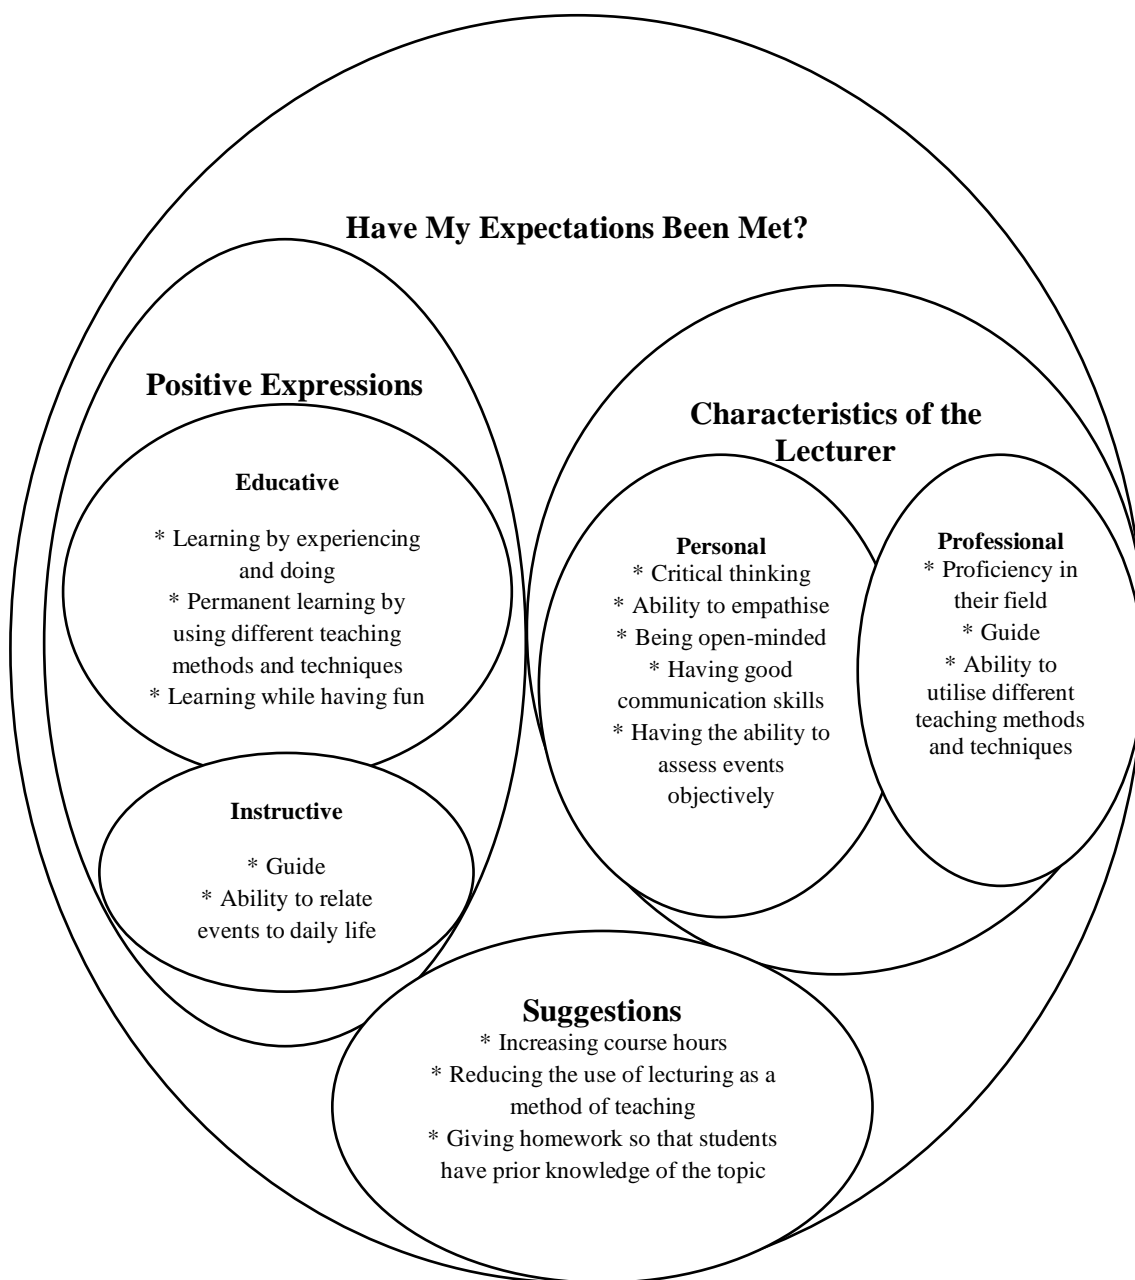 Have My Expectations Been Met?
Positive Expressions
Educative
* Learning by experiencing
and doing
* Permanent learning by
using different teaching
methods and techniques
* Learning while having fun
Instructive
* Guide
* Ability to relate
events to daily life
Characteristics of the
Lecturer
Personal
* Critical thinking
* Ability to empathise
* Being open-minded
* Having good
communication skills
* Having the ability to
assess events
objectively
Professional
* Proficiency in
their field
* Guide
* Ability to
utilise different
teaching methods
and techniques
Suggestions
* Increasing course hours
* Reducing the use of lecturing as a
method of teaching
* Giving homework so that students
have prior knowledge of the topic